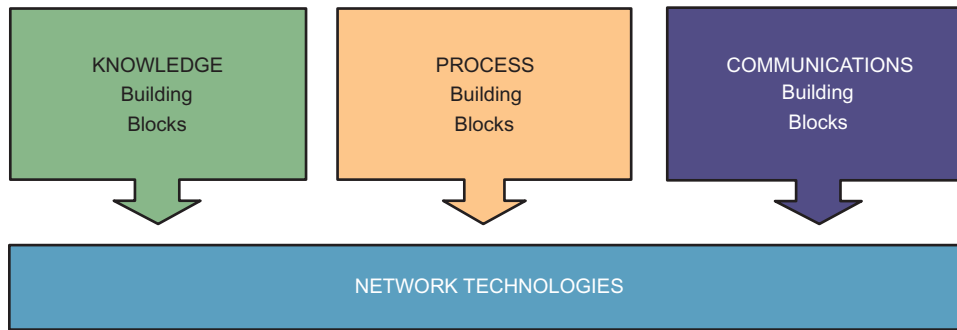 KNOWLEDGE
Building
Blocks
PROCESS
Building
Blocks
COMMUNICATIONS
Building
Blocks
NETWORK TECHNOLOGIES